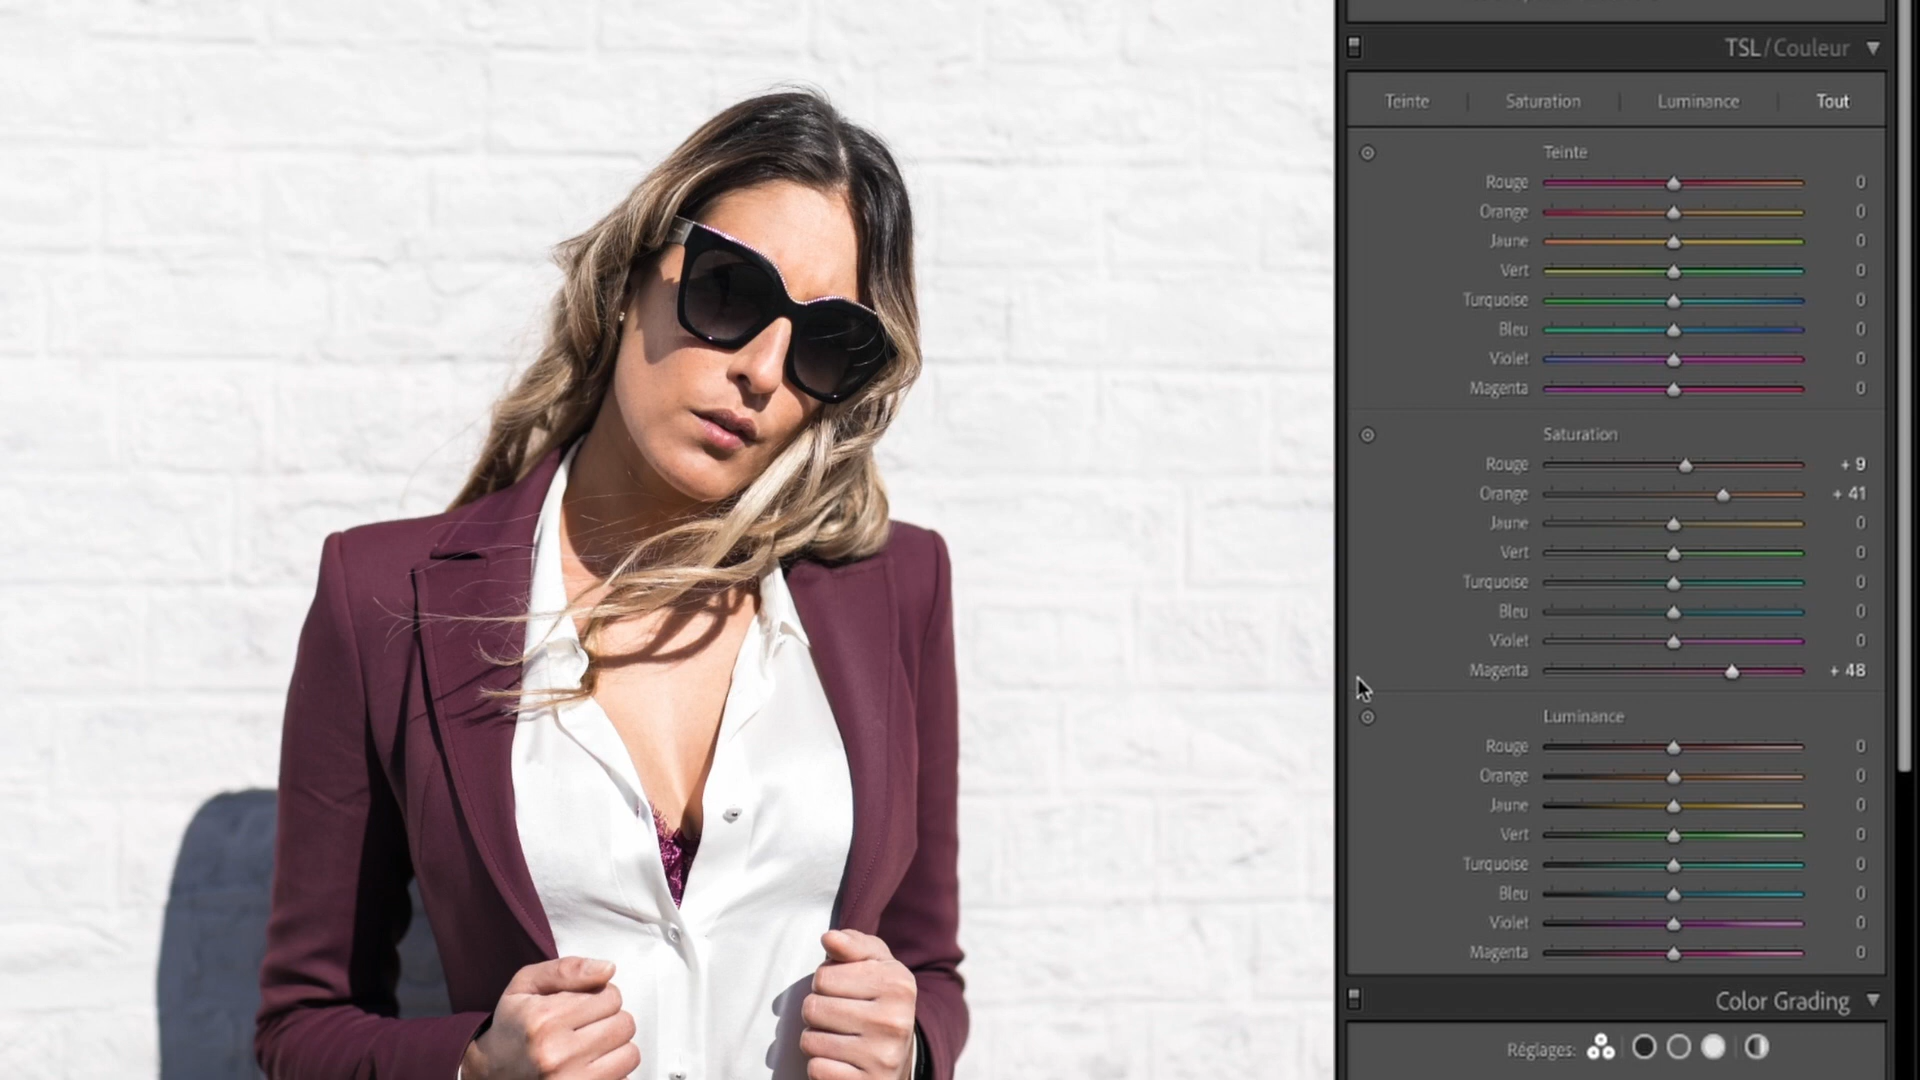 TSL/Couleur
Teinte | Saturation | Luminance | Tout
Teinte
Rouge 0
Orange 0
Jaune 0
Vert 0
Turquoise 0
Bleu 0
Violet 0
Magenta 0
Saturation
Rouge + 9
Orange + 41
Jaune 0
Vert 0
Turquoise 0
Bleu 0
Violet 0
Magenta + 48
Luminance
Rouge 0
Orange 0
Jaune 0
Vert 0
Turquoise 0
Bleu 0
Violet 0
Magenta 0
Color Grading
Réglages: